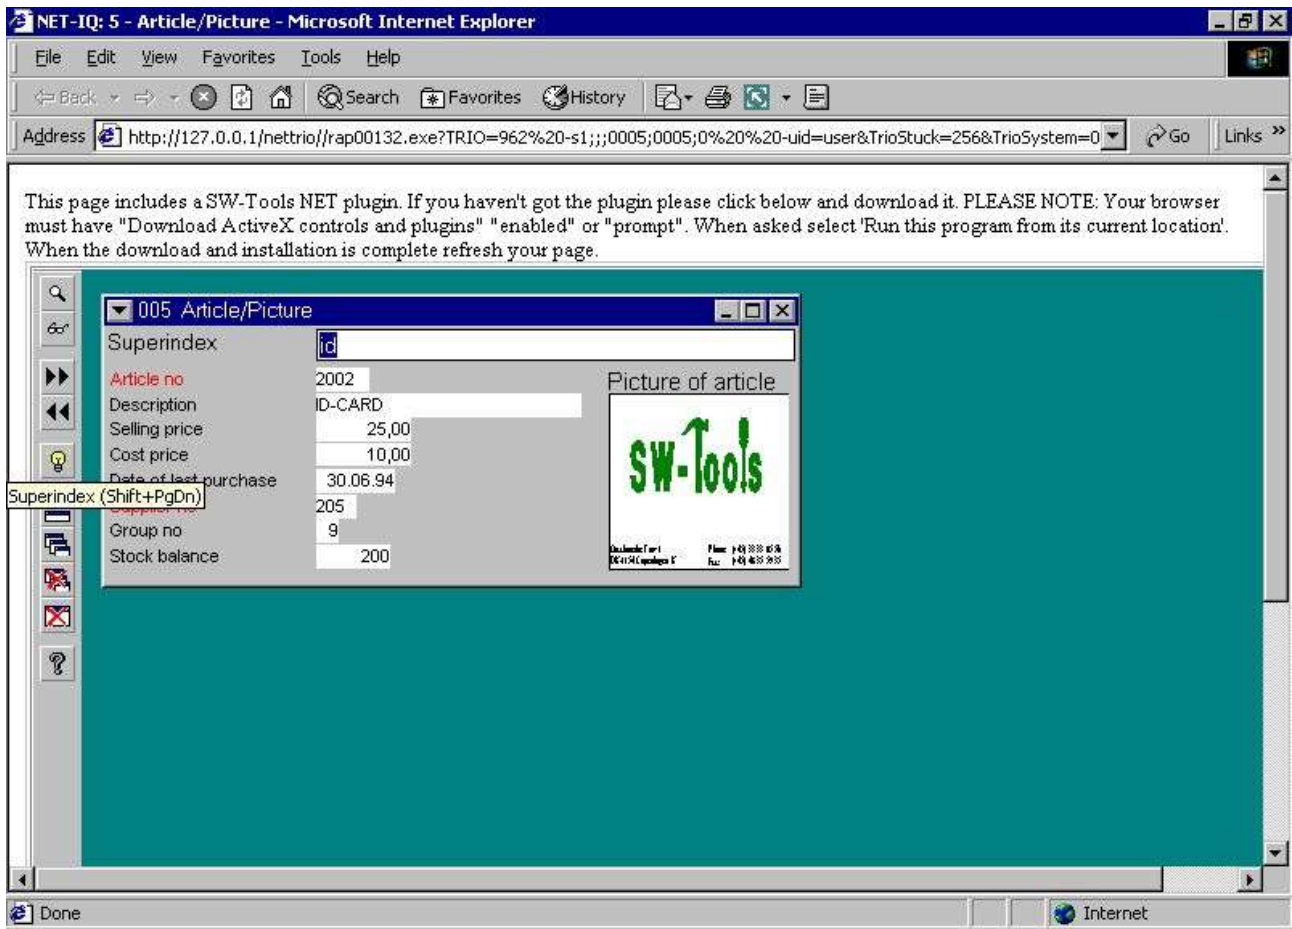 NET-IQ: 5 - Article/Picture - Microsoft Internet Explorer
File Edit View Favorites Tools Help
Back Search Favorites History
Address http://127.0.0.1/nettrio//rap00132.exe?TRIO=962%20-s1;;;0005;0005;0%20%20-uid=user&TrioStuck=256&TrioSystem=0 Go Links »
This page includes a SW-Tools NET plugin. If you haven't got the plugin please click below and download it. PLEASE NOTE: Your browser
must have "Download ActiveX controls and plugins" "enabled" or "prompt". When asked select 'Run this program from its current location'.
When the download and installation is complete refresh your page.
005 Article/Picture
Superindex id
Article no 2002
Picture of article
Description ID-CARD
Selling price 25,00
Cost price 10,00
SW-Tools
Date of last purchase 30.06.94
Superindex (Shift+PgDn)
205
Group no 9
Stock balance 200
Done Internet